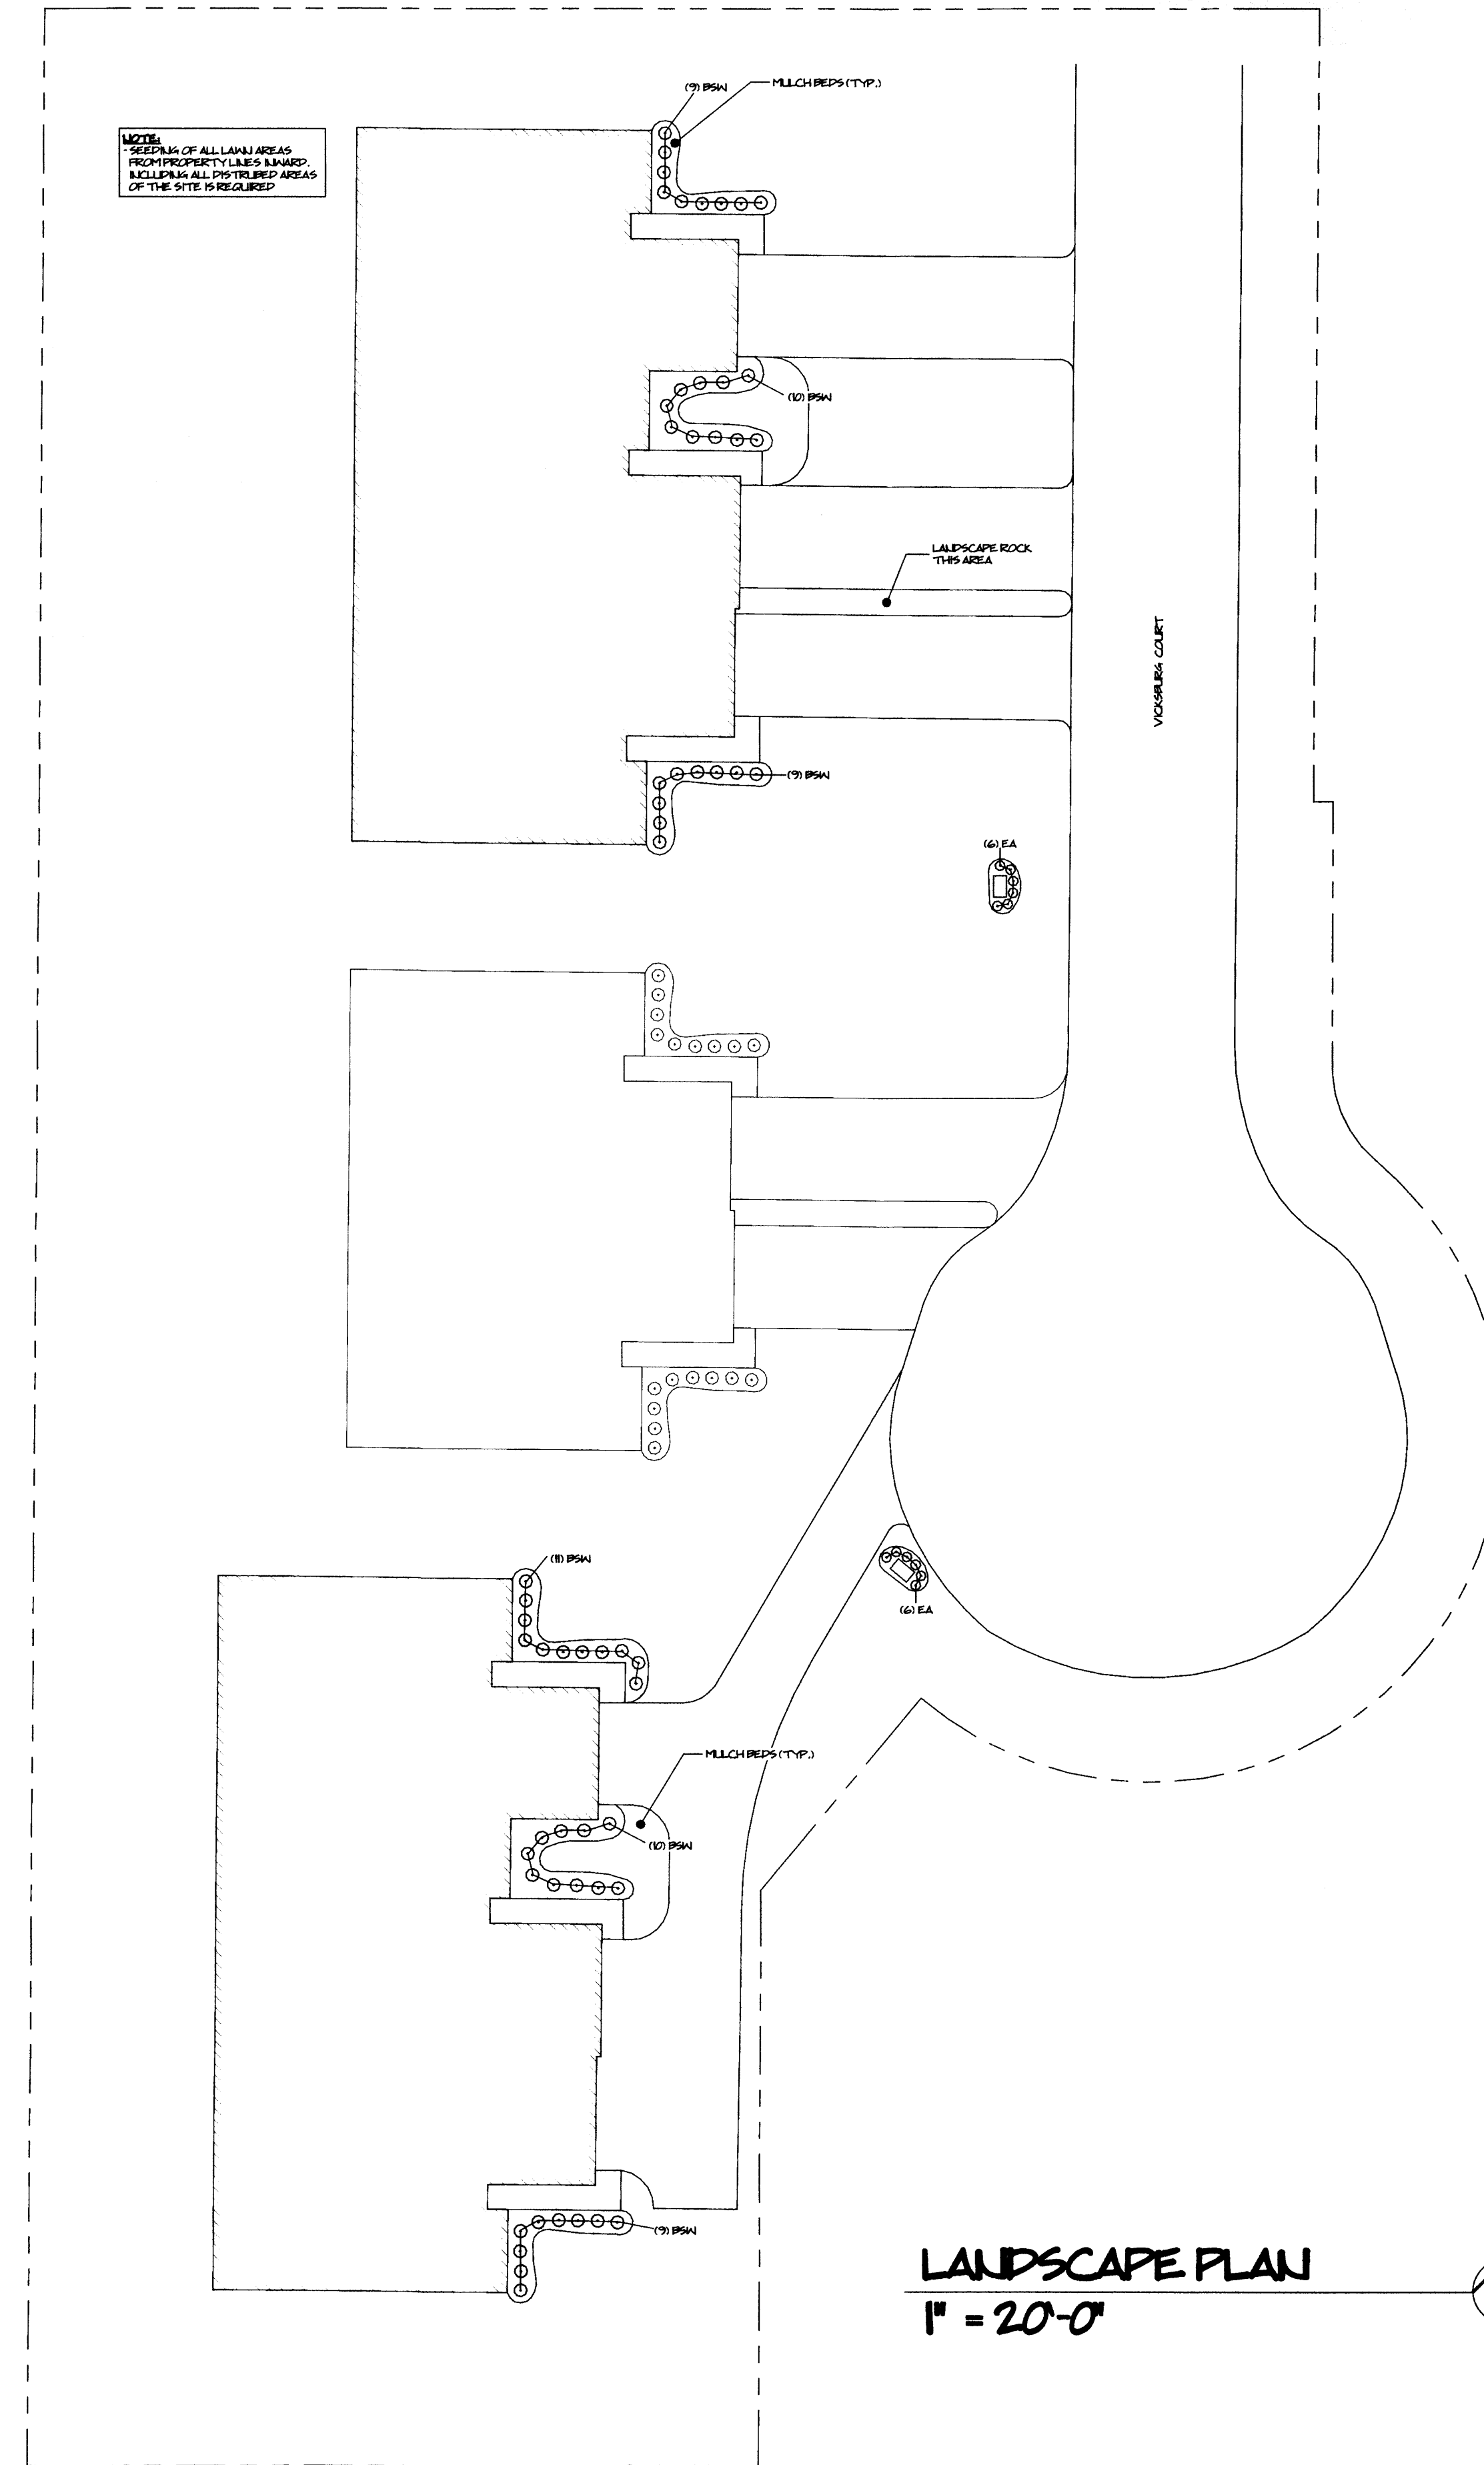 (9) BSW
MULCH BEDS (TYP.)
NOTE:
- SEEDING OF ALL LAWN AREAS
FROM PROPERTY LINES INWARD.
INCLUDING ALL DISTRUBED AREAS
OF THE SITE IS REQUIRED
(10) BSW
LANDSCAPE ROCK
THIS AREA
VICKSBURG COURT
(9) BSW
(6) EA
(11) BSW
(6) EA
MULCH BEDS (TYP.)
(10) BSW
(9) BSW
LANDSCAPE PLAN
1" = 20'-0"